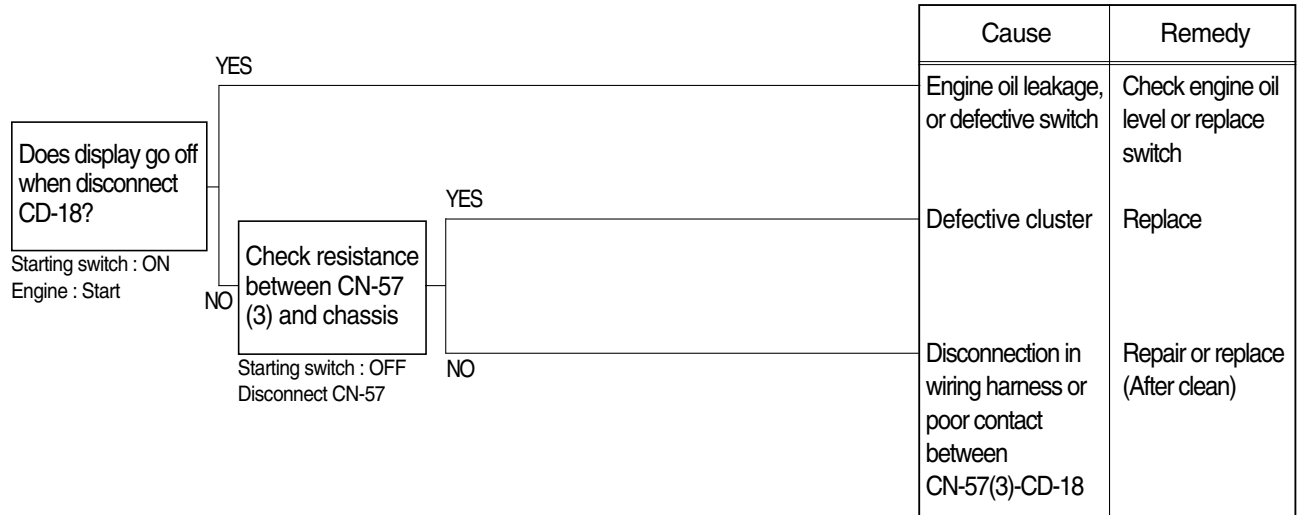 YES
Does display go off
when disconnect
CD-18?
Starting switch : ON
Engine : Start
NO
Check resistance
between CN-57
(3) and chassis
Starting switch : OFF
Disconnect CN-57
YES
NO
Cause
Remedy
Engine oil leakage,
or defective switch
Check engine oil
level or replace
switch
Defective cluster
Replace
Disconnection in
wiring harness or
poor contact
between
CN-57(3)-CD-18
Repair or replace
(After clean)